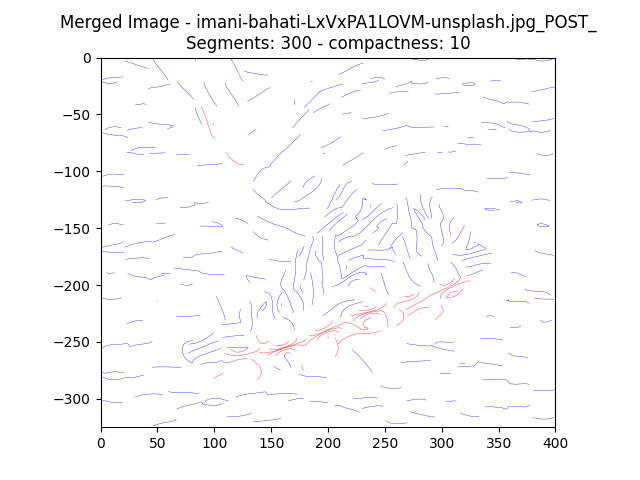 Merged Image - imani-bahati-LxVxPA1LOVM-unsplash.jpg_POST_
Segments: 300 - compactness: 10
0
−50
−100
−150
−200
−250
−300
0 50 100 150 200 250 300 350 400